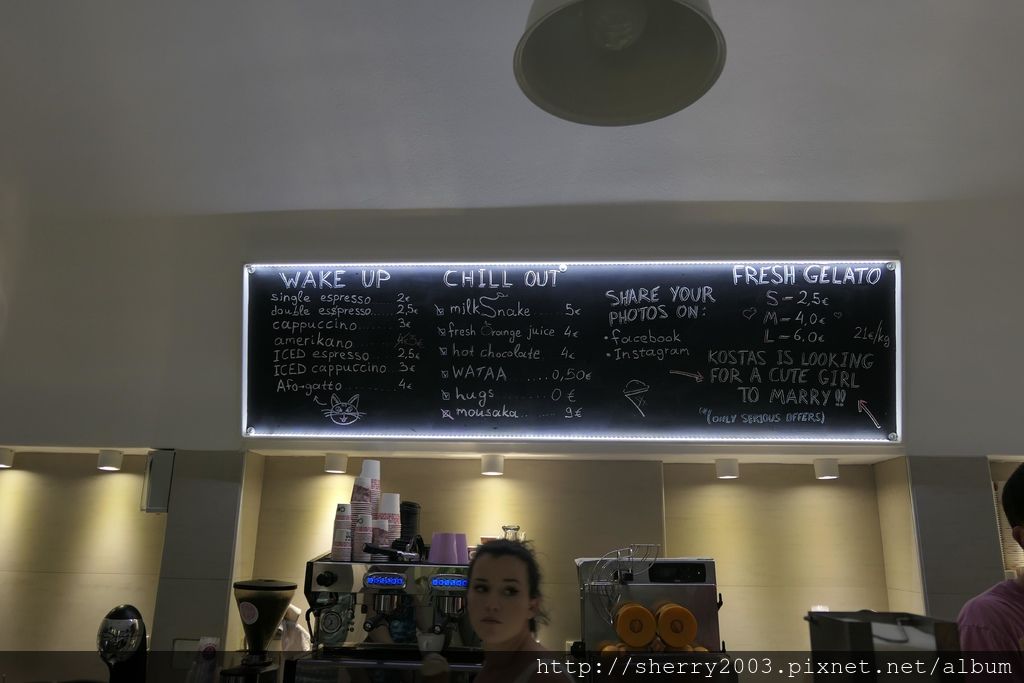 WAKE UP
single espresso 2€
double esspresso 2,5€
cappuccino 3€
amerikano
ICED espresso 2,5€
ICED cappuccino 3€
Afo-gatto 4€
CHILL OUT
milkSnake 5€
fresh Orange juice 4€
hot chocolate 4€
WATAA 0,50€
hugs 0 €
mousaka 9€
SHARE YOUR
PHOTOS ON:
• facebook
• Instagram
FRESH GELATO
S - 2,5€
M - 4,0€
L - 6,0€
21€/kg
KOSTAS IS LOOKING
FOR A CUTE GIRL
TO MARRY!!
(*) (ONLY SERIOUS OFFERS)
http://sherry2003.pixnet.net/album